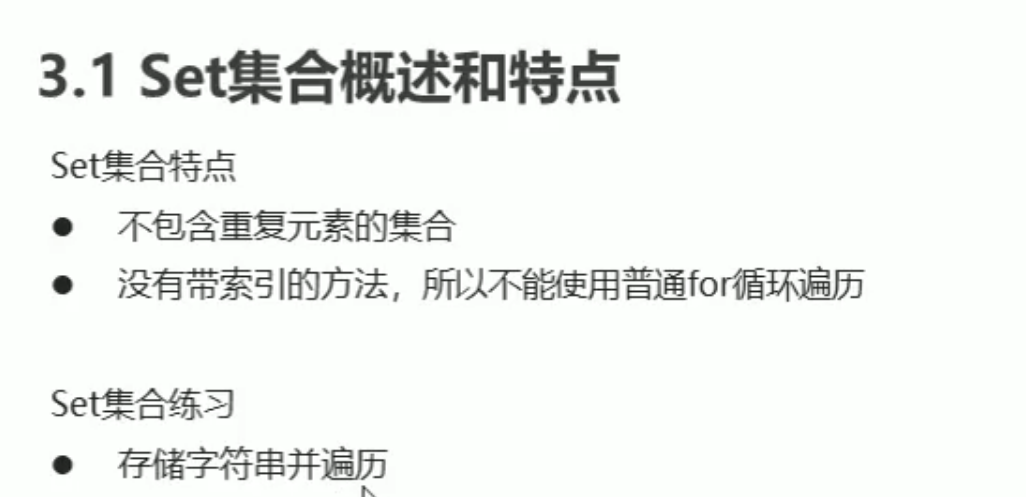 3.1 Set集合概述和特点
Set集合特点
● 不包含重复元素的集合
● 没有带索引的方法，所以不能使用普通for循环遍历
Set集合练习
● 存储字符串并遍历